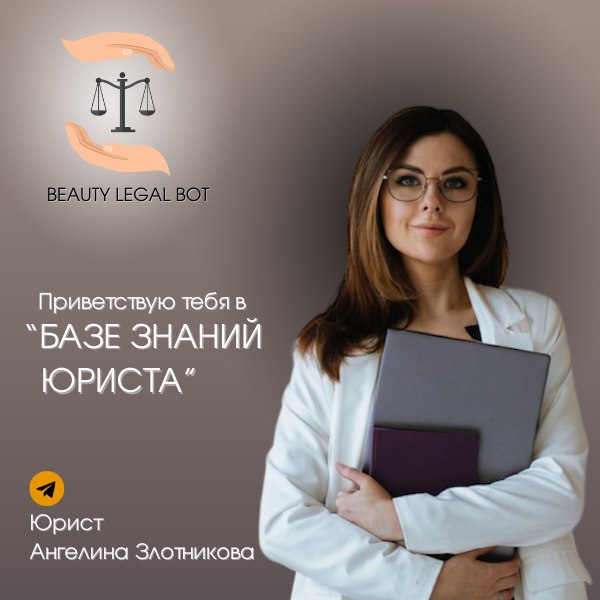 BEAUTY LEGAL BOT
Приветствую тебя в
“БАЗЕ ЗНАНИЙ
ЮРИСТА”
Юрист
Ангелина Злотникова